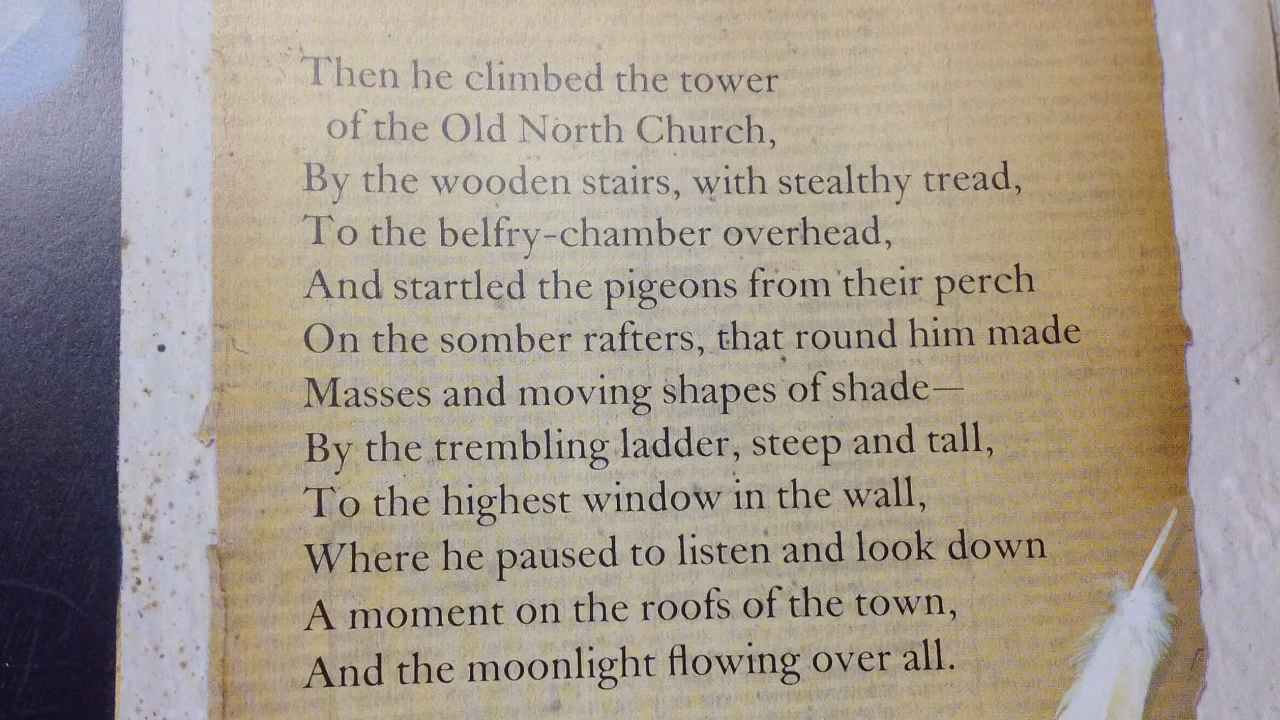 Then he climbed the tower
of the Old North Church,
By the wooden stairs, with stealthy tread,
To the belfry-chamber overhead,
And startled the pigeons from their perch
On the somber rafters, that round him made
Masses and moving shapes of shade—
By the trembling ladder, steep and tall,
To the highest window in the wall,
Where he paused to listen and look down
A moment on the roofs of the town,
And the moonlight flowing over all.